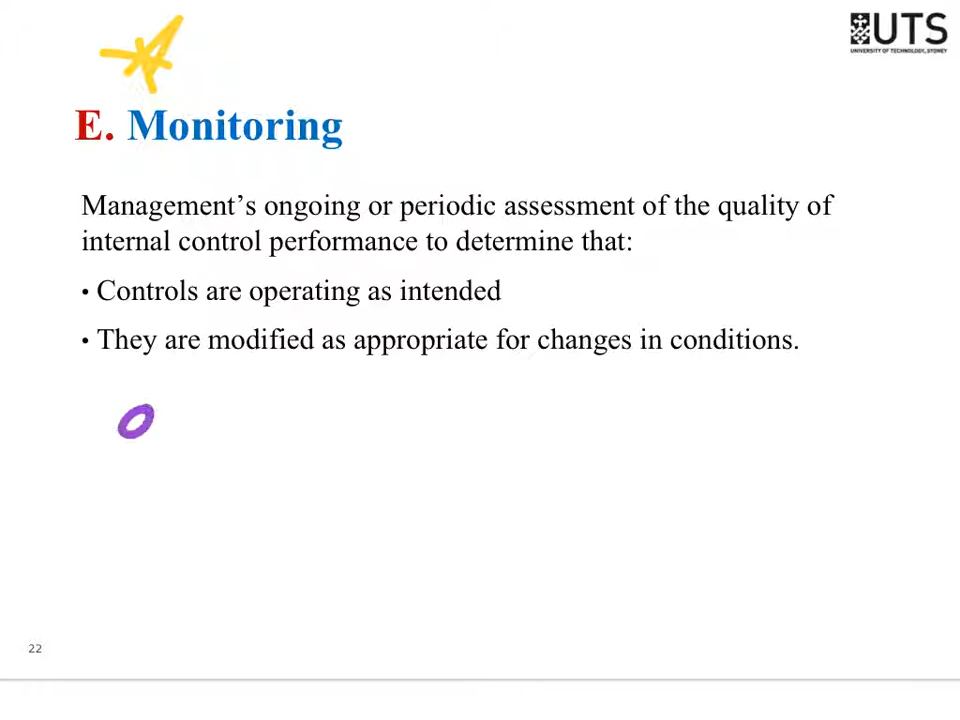 UTS
UNIVERSITY OF TECHNOLOGY, SYDNEY
E. Monitoring
Management’s ongoing or periodic assessment of the quality of
internal control performance to determine that:
• Controls are operating as intended
• They are modified as appropriate for changes in conditions.
22